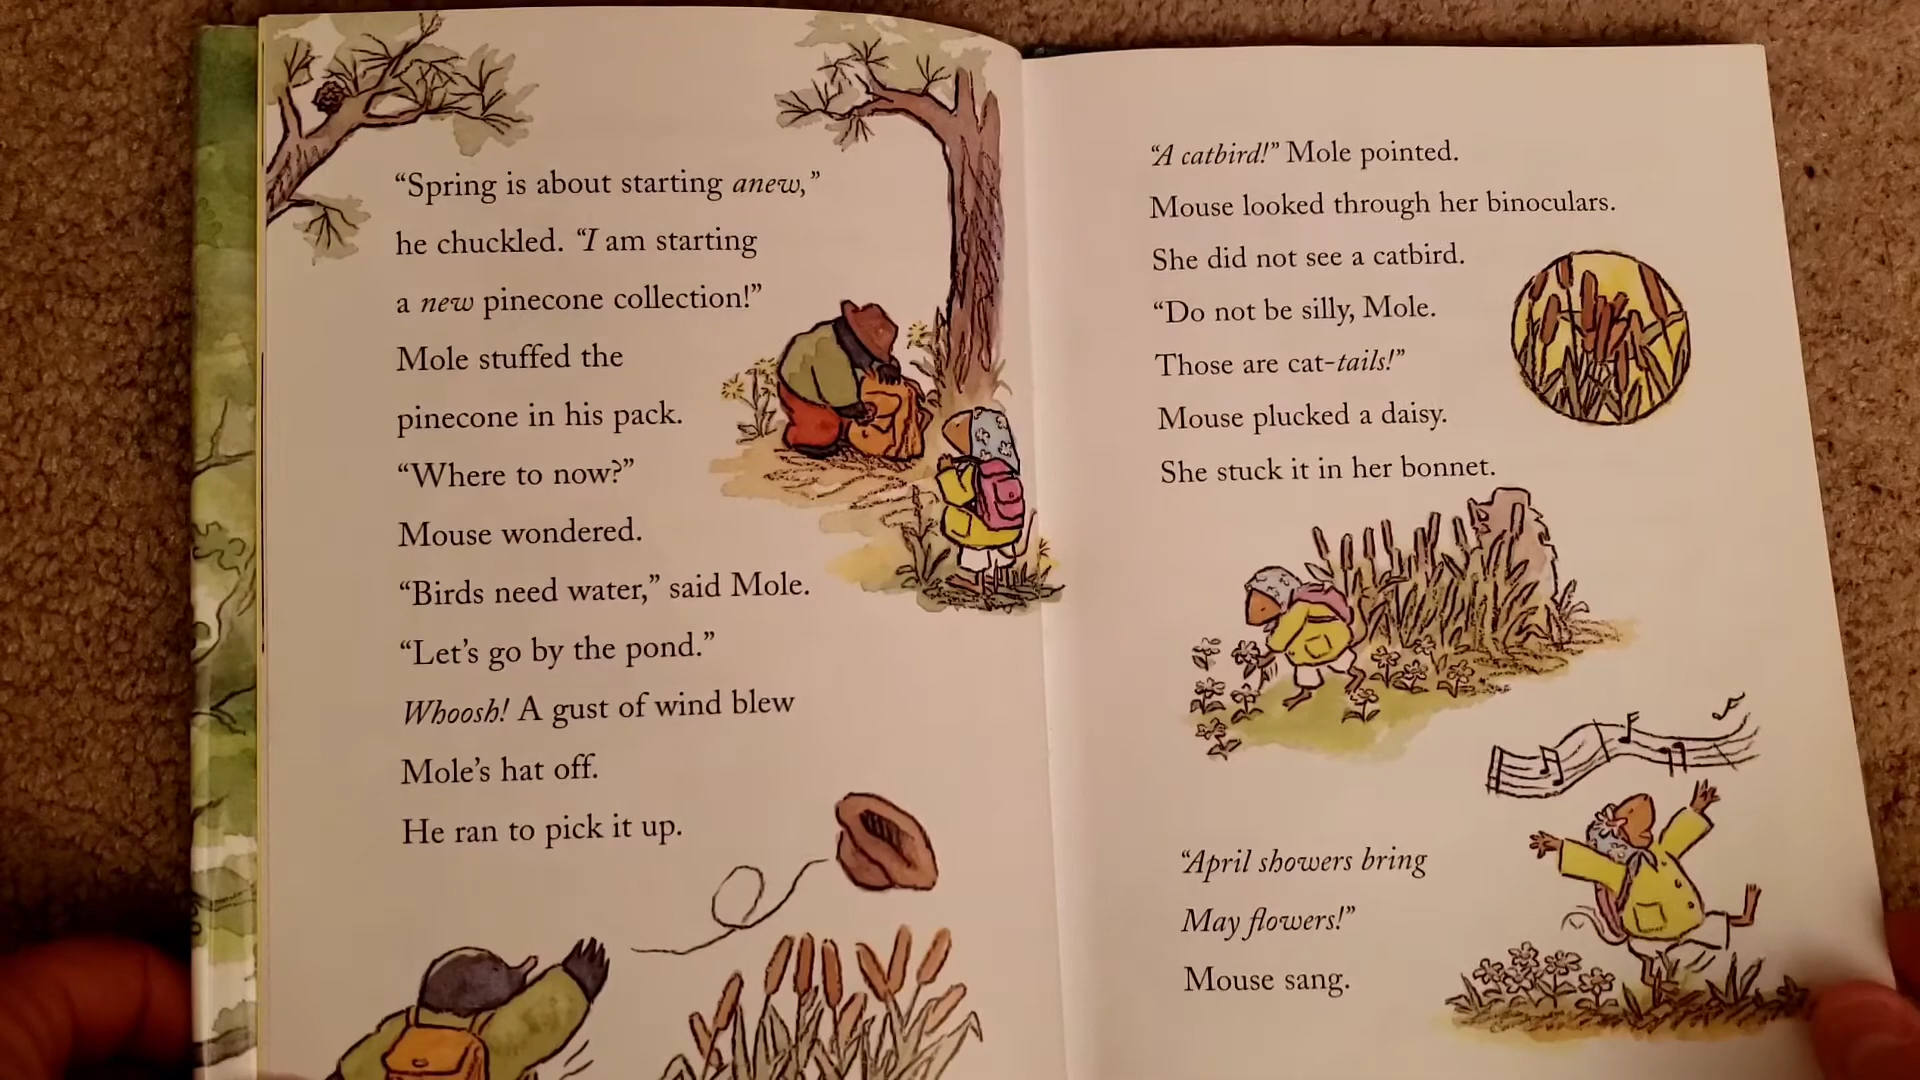 “Spring is about starting anew,”
he chuckled. “I am starting
a new pinecone collection!”
Mole stuffed the
pinecone in his pack.
“Where to now?”
Mouse wondered.
“Birds need water,” said Mole.
“Let’s go by the pond.”
Whoosh! A gust of wind blew
Mole’s hat off.
He ran to pick it up.
“A catbird!” Mole pointed.
Mouse looked through her binoculars.
She did not see a catbird.
“Do not be silly, Mole.
Those are cat-tails!”
Mouse plucked a daisy.
She stuck it in her bonnet.
“April showers bring
May flowers!”
Mouse sang.